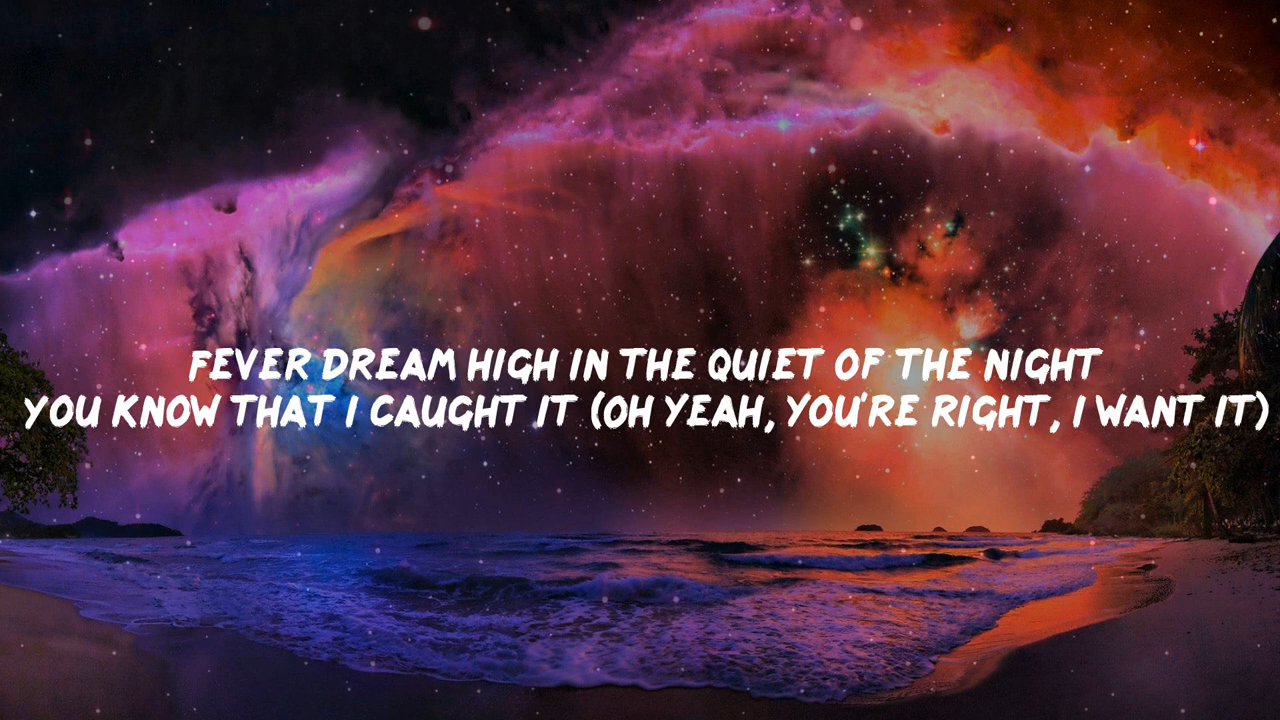 FEVER DREAM HIGH IN THE QUIET OF THE NIGHT
YOU KNOW THAT I CAUGHT IT (OH YEAH, YOU'RE RIGHT, I WANT IT)